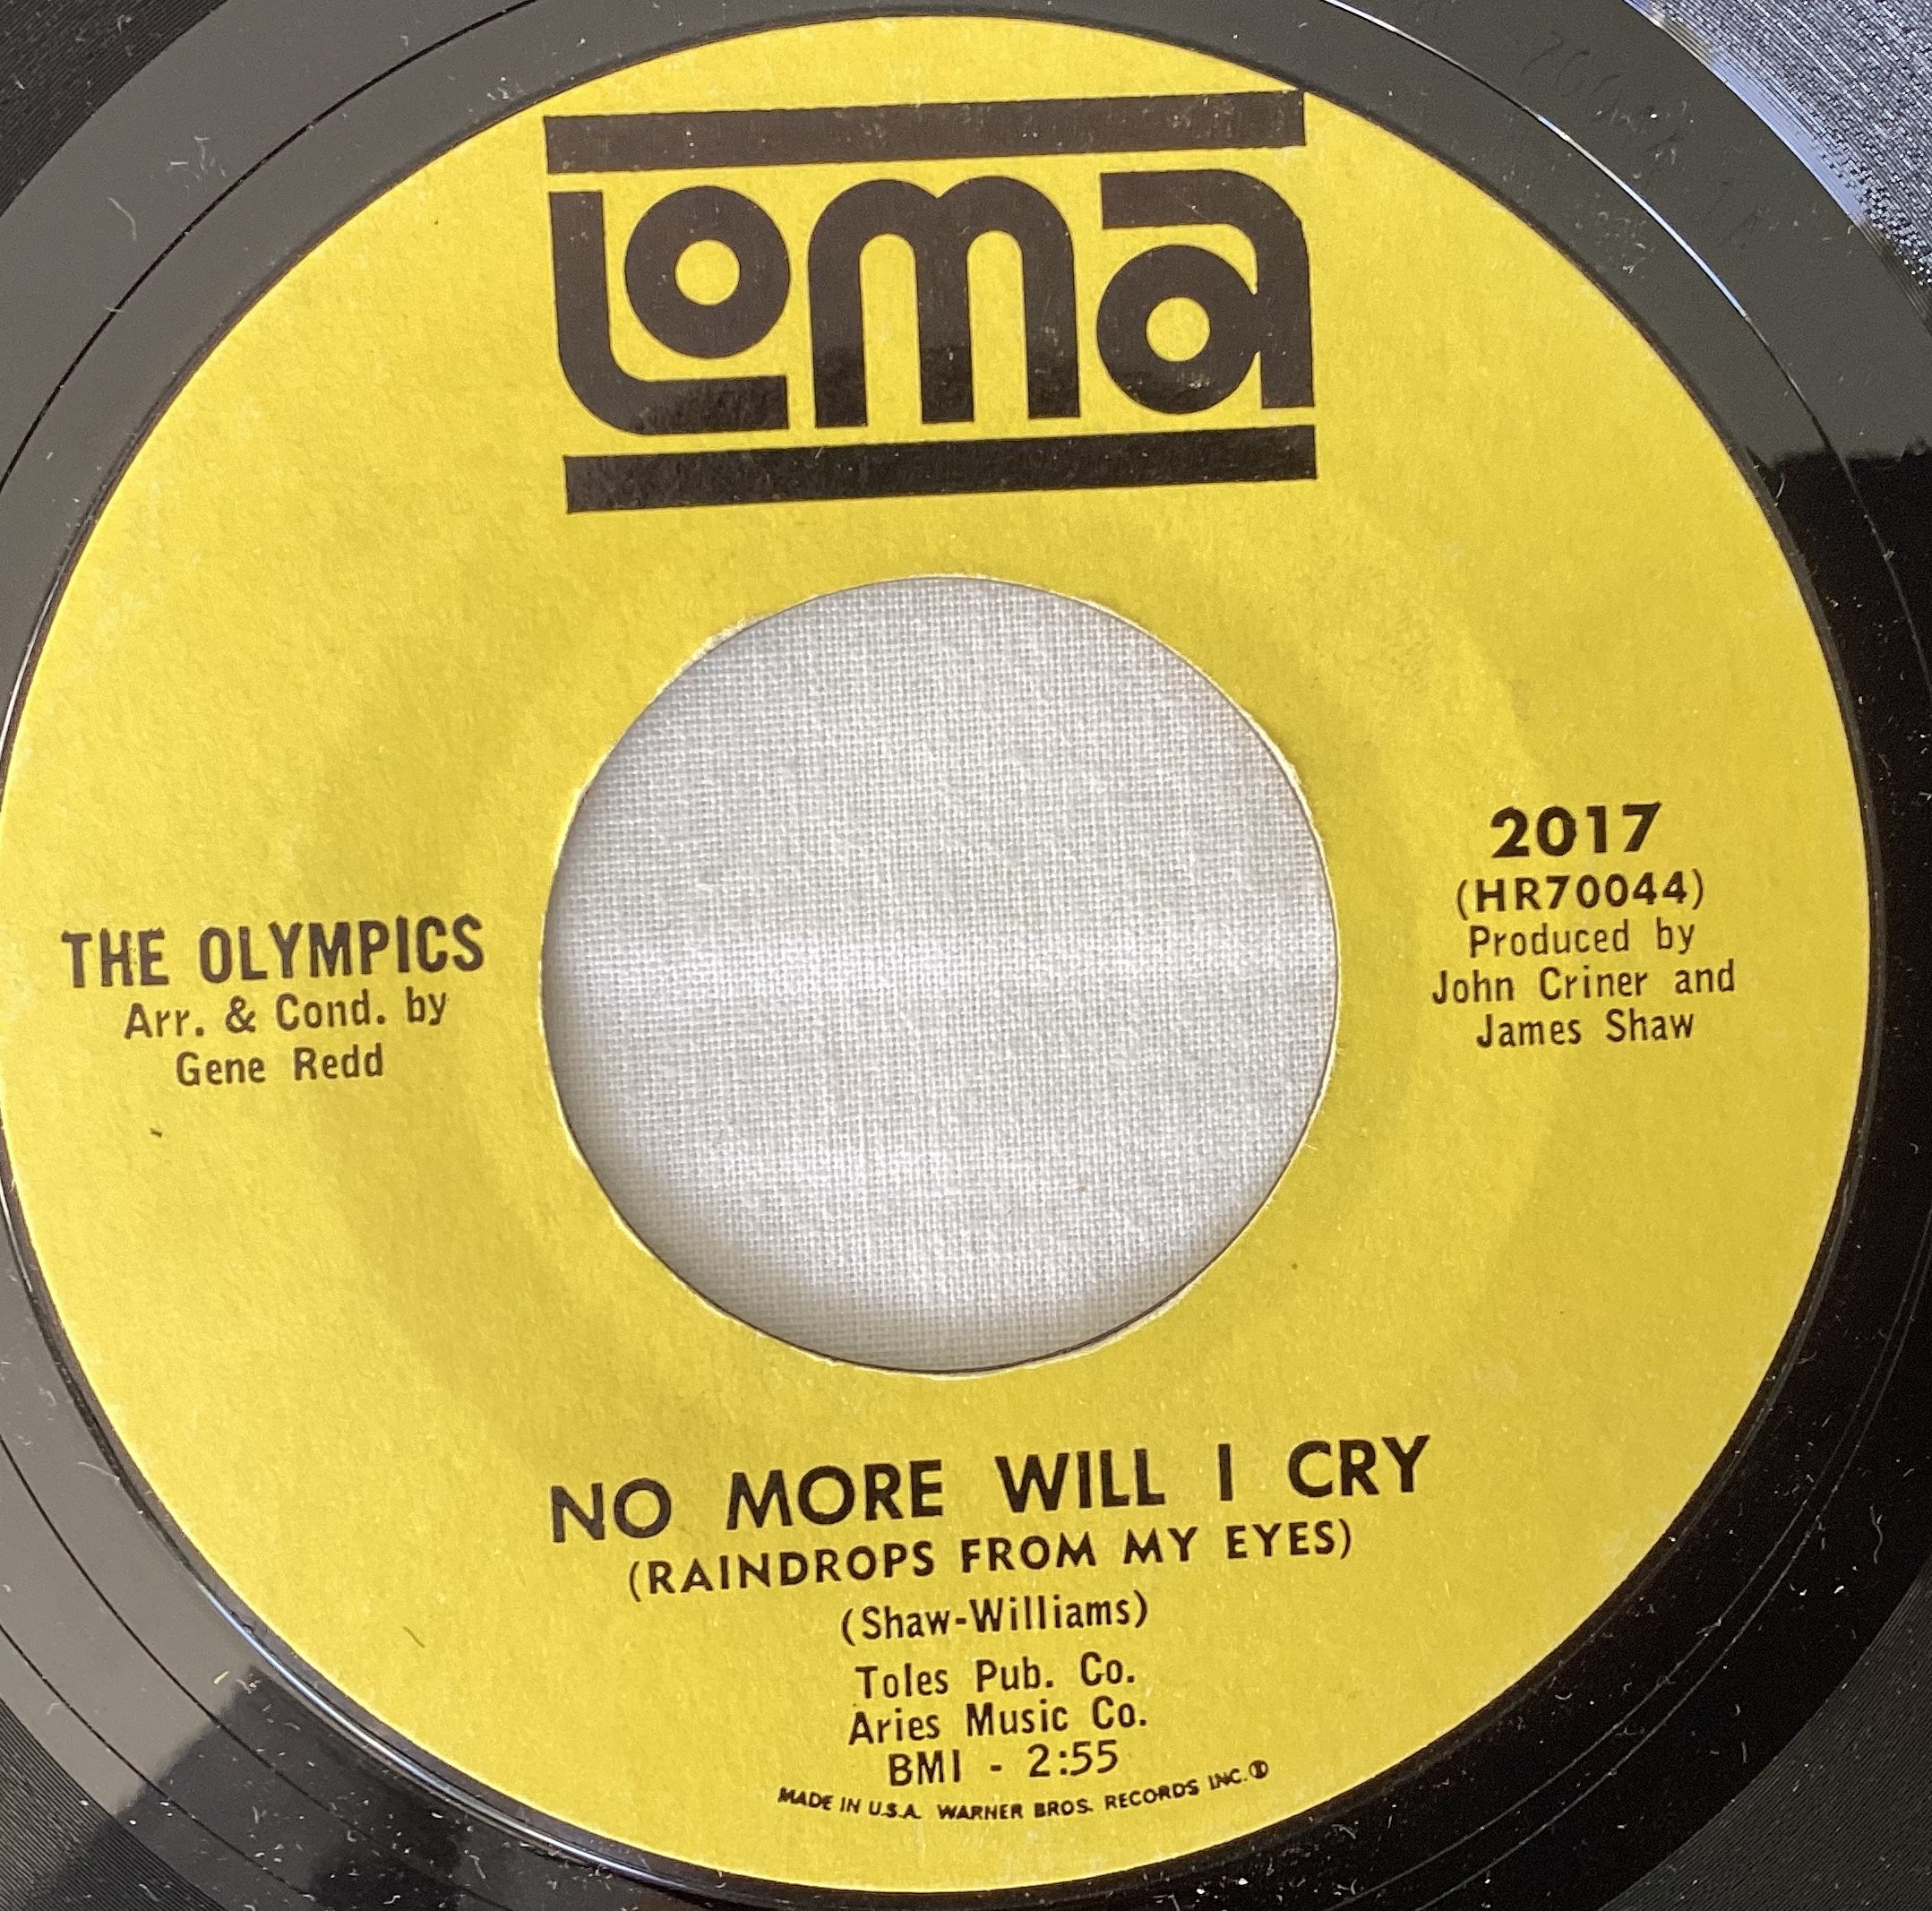 Loma
THE OLYMPICS
Arr. & Cond. by
Gene Redd
2017
(HR70044)
Produced by
John Criner and
James Shaw
NO MORE WILL I CRY
(RAINDROPS FROM MY EYES)
(Shaw-Williams)
Toles Pub. Co.
Aries Music Co.
BMI - 2:55
MADE IN U.S.A. WARNER BROS. RECORDS INC.